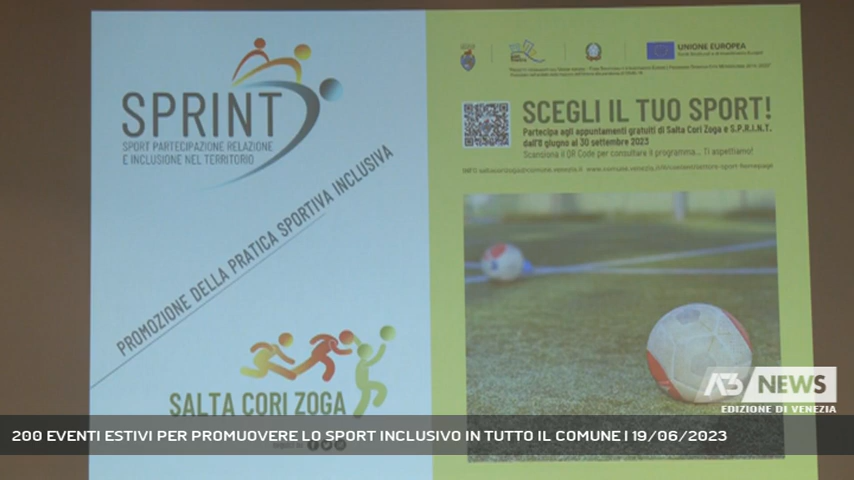 SPRINT
SPORT PARTECIPAZIONE RELAZIONE
E INCLUSIONE NEL TERRITORIO
PROMOZIONE DELLA PRATICA SPORTIVA INCLUSIVA
SALTA CORI ZOGA
UNIONE EUROPEA
SCEGLI IL TUO SPORT!
Partecipa agli appuntamenti gratuiti di Salta Cori Zoga e S.P.R.I.N.T.
dall'8 giugno al 30 settembre 2023
Scansiona il QR Code per consultare il programma... Ti aspettiamo!
INFO
A3 NEWS
EDIZIONE DI VENEZIA
200 EVENTI ESTIVI PER PROMUOVERE LO SPORT INCLUSIVO IN TUTTO IL COMUNE | 19/06/2023